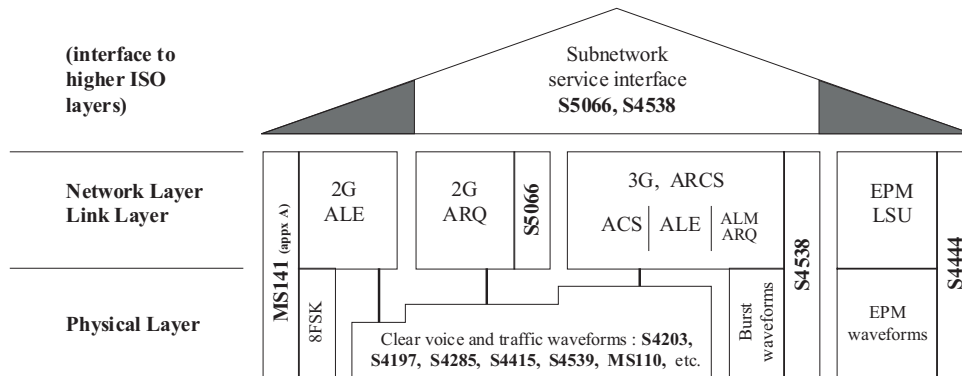 (interface to
higher ISO
layers)
Subnetwork
service interface
S5066, S4538
Network Layer
Link Layer
MS141 (appx A)
2G
ALE
2G
ARQ
S5066
3G, ARCS
ACS
ALE
ALM
ARQ
S4538
EPM
LSU
S4444
Physical Layer
8FSK
Clear voice and traffic waveforms : S4203,
S4197, S4285, S4415, S4539, MS110, etc.
Burst
waveforms
EPM
waveforms